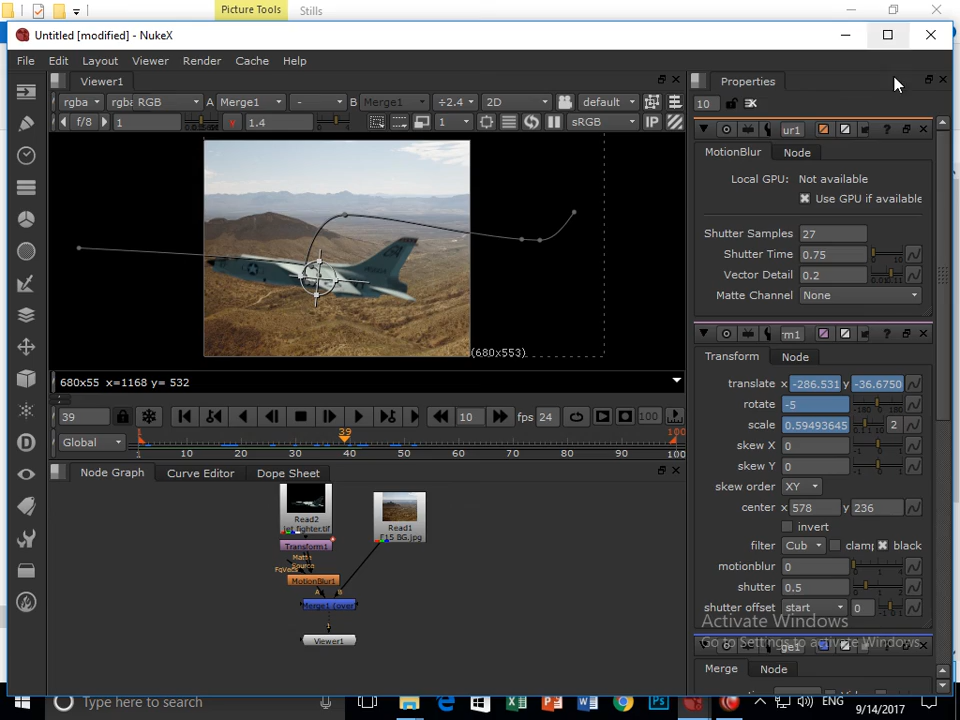 Picture Tools Stills
Untitled [modified] - NukeX
File Edit Layout Viewer Render Cache Help
Viewer1
rgba rgba RGB A Merge1 - B Merge1 ÷2.4 2D default
f/8 1 Y 1.4 1 sRGB IP
(680x553)
680x55 x=1168 y= 532
39 10 fps 24 100
Global 1 10 20 30 39 40 50 60 70 80 90 100 100
Node Graph Curve Editor Dope Sheet
Read2
jet fighter.tif
Read1
F15 BG.jpg
Transform1
Matte
Source
FgVecs
MotionBlur1
A B
Merge1 (over)
1
Viewer1
Properties
10
ur1
MotionBlur Node
Local GPU: Not available
Use GPU if available
Shutter Samples 27
Shutter Time 0.75
Vector Detail 0.2
Matte Channel None
rm1
Transform Node
translate x -286.531 y -36.6750
rotate -5
scale 0.59493645 2
skew X 0
skew Y 0
skew order XY
center x 578 y 236
invert
filter Cub clamp black
motionblur 0
shutter 0.5
shutter offset start 0
Activate Windows
Go to Settings to activate Windows.
ge1
Merge Node
Type here to search
ENG
9/14/2017